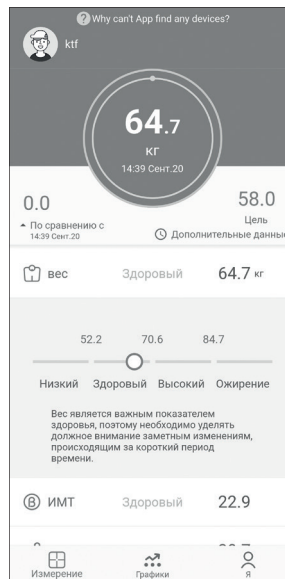 ? Why can't App find any devices?
ktf
64.7
кг
14:39 Сент.20
0.0
58.0
По сравнению с
14:39 Сент.20
Цель
Дополнительные данные
вес Здоровый 64.7 кг
52.2 70.6 84.7
Низкий Здоровый Высокий Ожирение
Вес является важным показателем
здоровья, поэтому необходимо уделять
должное внимание заметным изменениям,
происходящим за короткий период
времени.
B ИМТ Здоровый 22.9
Измерение Графики Я